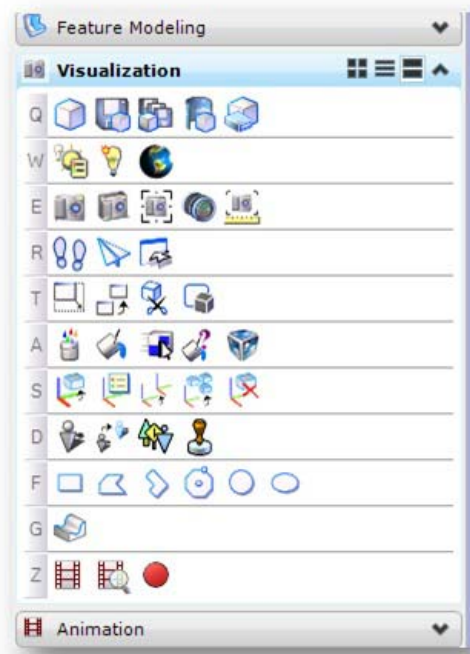 Feature Modeling
Visualization
Q
W
E
R
T
A
S
D
F
G
Z
Animation